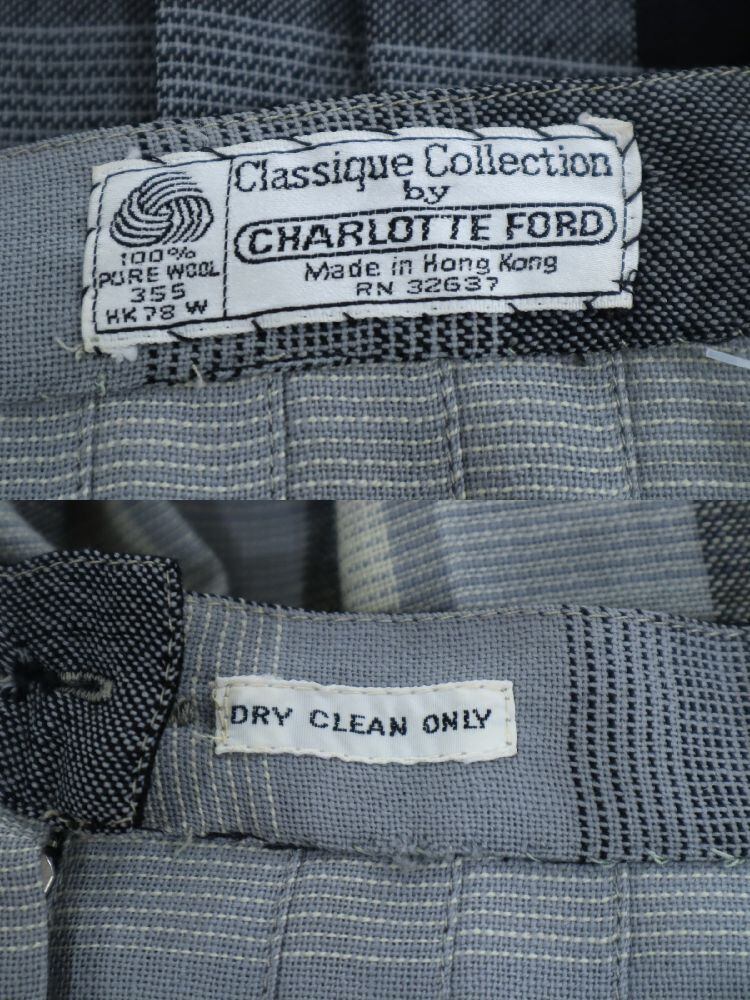 Classique Collection
by
CHARLOTTE FORD
Made in Hong Kong
RN 32637
100%
PURE WOOL
355
HK 78 W
DRY CLEAN ONLY